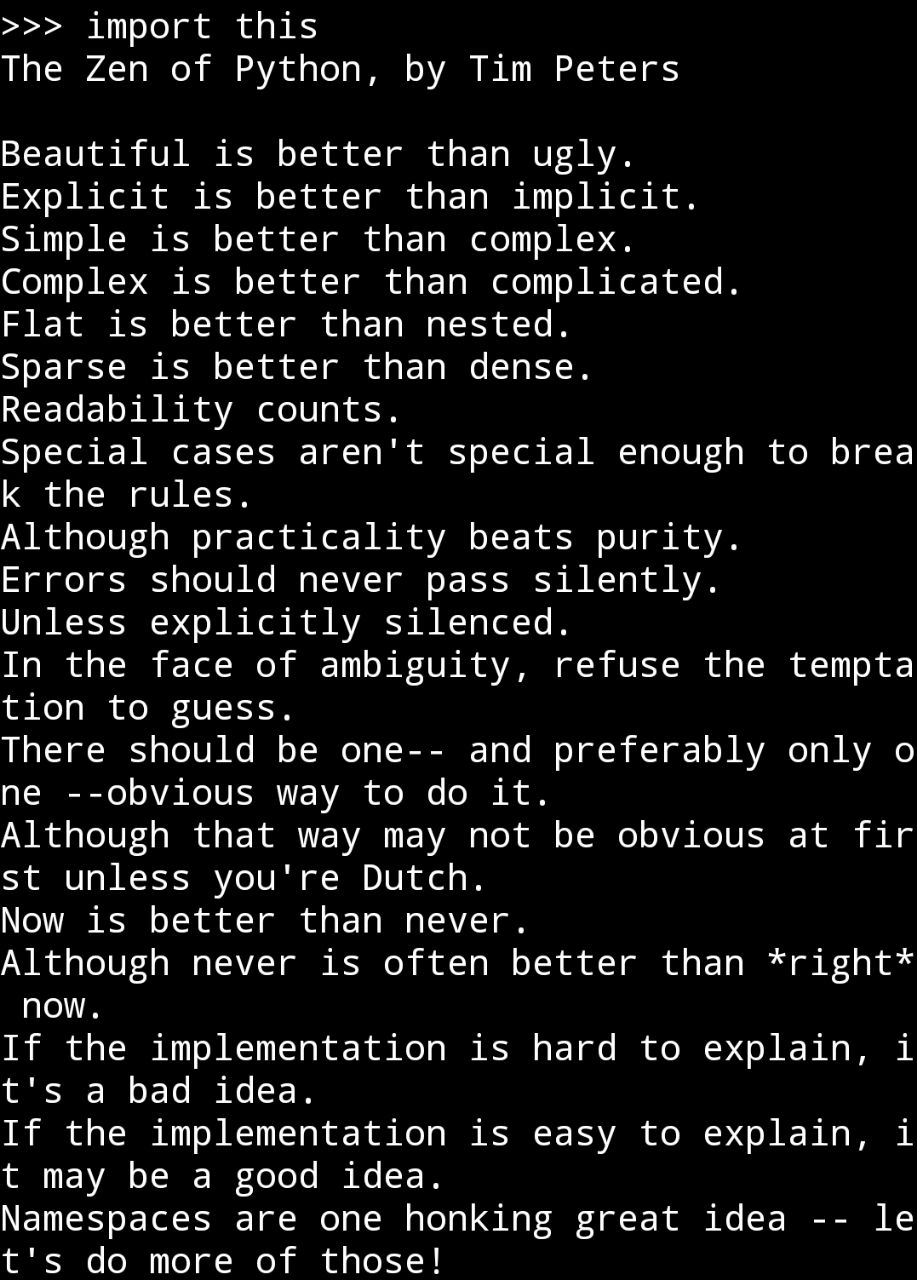 >>> import this
The Zen of Python, by Tim Peters

Beautiful is better than ugly.
Explicit is better than implicit.
Simple is better than complex.
Complex is better than complicated.
Flat is better than nested.
Sparse is better than dense.
Readability counts.
Special cases aren't special enough to brea
k the rules.
Although practicality beats purity.
Errors should never pass silently.
Unless explicitly silenced.
In the face of ambiguity, refuse the tempta
tion to guess.
There should be one-- and preferably only o
ne --obvious way to do it.
Although that way may not be obvious at fir
st unless you're Dutch.
Now is better than never.
Although never is often better than *right*
 now.
If the implementation is hard to explain, i
t's a bad idea.
If the implementation is easy to explain, i
t may be a good idea.
Namespaces are one honking great idea -- le
t's do more of those!